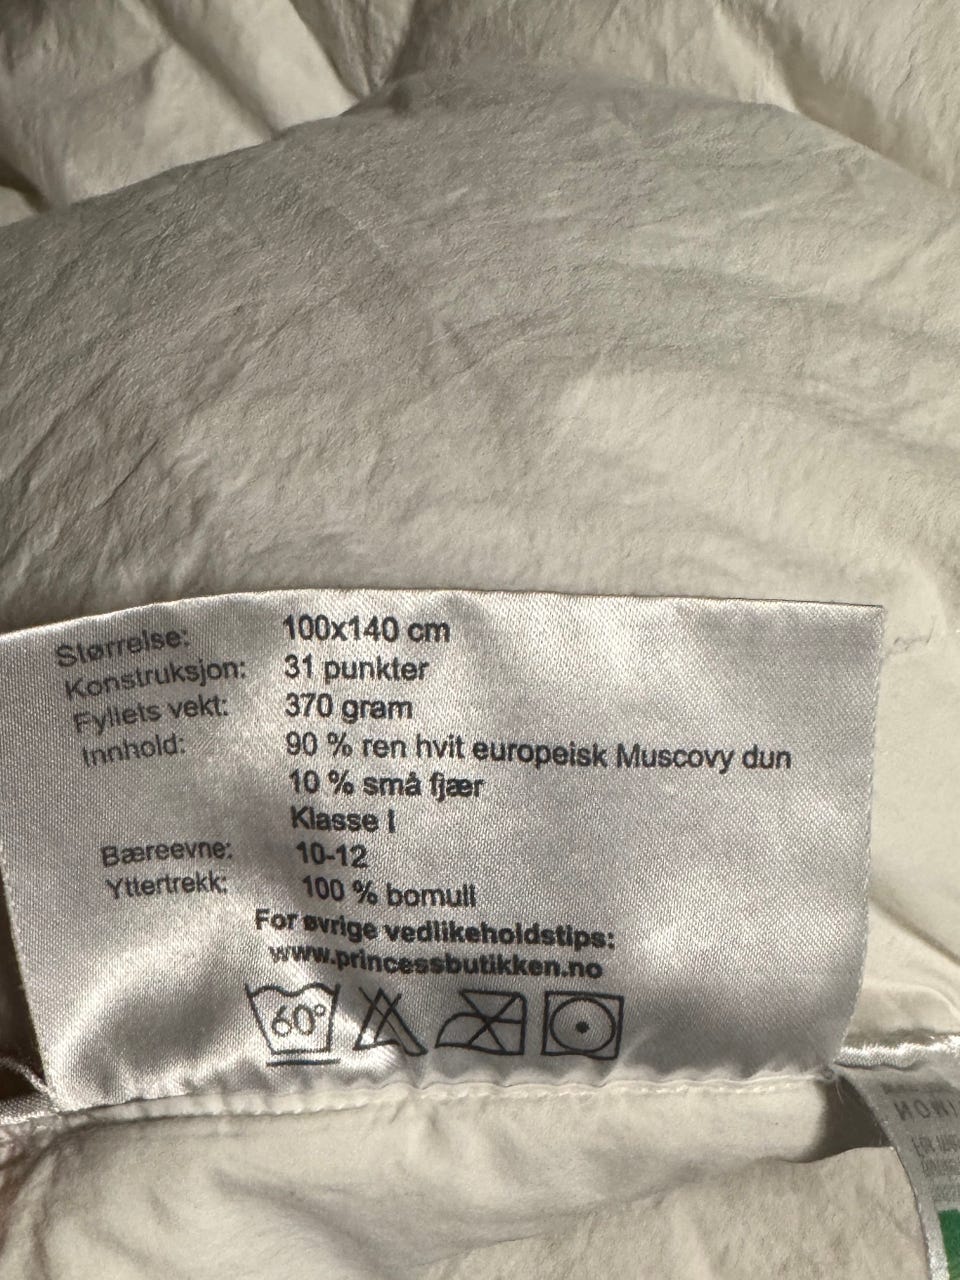 Størrelse: 100x140 cm
Konstruksjon: 31 punkter
Fyllets vekt: 370 gram
Innhold: 90 % ren hvit europeisk Muscovy dun
10 % små fjær
Klasse I
Bæreevne: 10-12
Yttertrekk: 100 % bomull
For øvrige vedlikeholdstips:
www.princessbutikken.no
60°